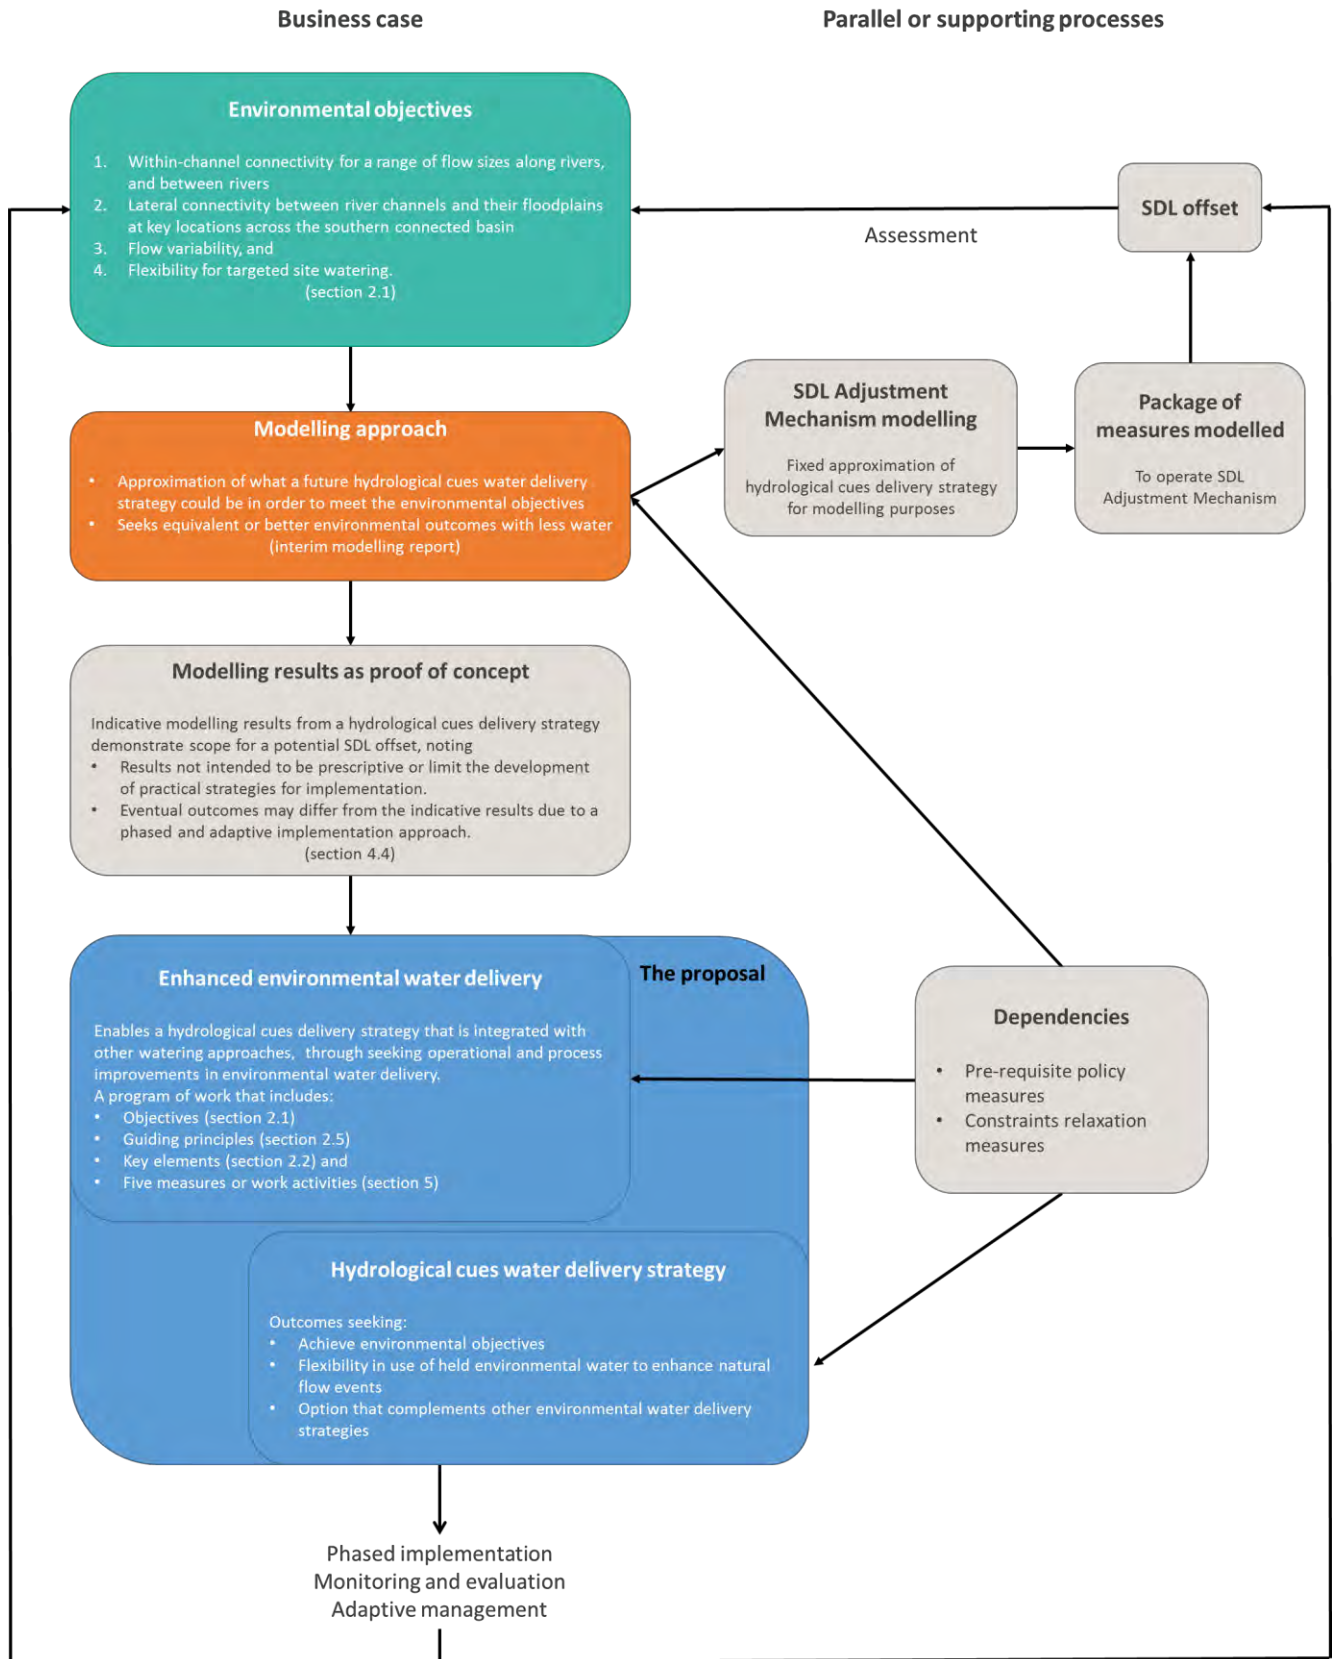 Business case
Parallel or supporting processes
Environmental objectives
1. Within-channel connectivity for a range of flow sizes along rivers,
and between rivers
2. Lateral connectivity between river channels and their floodplains
at key locations across the southern connected basin
3. Flow variability, and
4. Flexibility for targeted site watering.
(section 2.1)
SDL offset
Assessment
Modelling approach
• Approximation of what a future hydrological cues water delivery
strategy could be in order to meet the environmental objectives
• Seeks equivalent or better environmental outcomes with less water
(interim modelling report)
SDL Adjustment
Mechanism modelling
Fixed approximation of
hydrological cues delivery strategy
for modelling purposes
Package of
measures modelled
To operate SDL
Adjustment Mechanism
Modelling results as proof of concept
Indicative modelling results from a hydrological cues delivery strategy
demonstrate scope for a potential SDL offset, noting
• Results not intended to be prescriptive or limit the development
of practical strategies for implementation.
• Eventual outcomes may differ from the indicative results due to a
phased and adaptive implementation approach.
(section 4.4)
The proposal
Enhanced environmental water delivery
Enables a hydrological cues delivery strategy that is integrated with
other watering approaches, through seeking operational and process
improvements in environmental water delivery.
A program of work that includes:
• Objectives (section 2.1)
• Guiding principles (section 2.5)
• Key elements (section 2.2) and
• Five measures or work activities (section 5)
Dependencies
• Pre-requisite policy
measures
• Constraints relaxation
measures
Hydrological cues water delivery strategy
Outcomes seeking:
• Achieve environmental objectives
• Flexibility in use of held environmental water to enhance natural
flow events
• Option that complements other environmental water delivery
strategies
Phased implementation
Monitoring and evaluation
Adaptive management